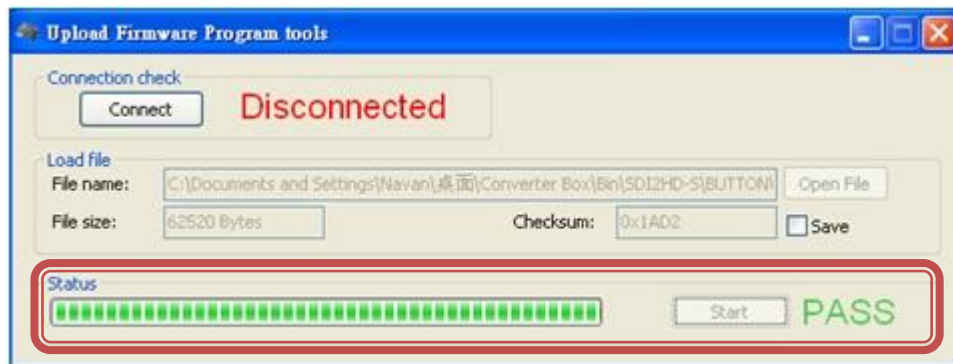 Upload Firmware Program tools
Connection check
Connect Disconnected
Load file
File name: C:\Documents and Settings\Navan\桌面\Converter Box\Bin\SDI2HD-S\BUTTON\ Open File
File size: 62520 Bytes Checksum: 0x1AD2 Save
Status
Start PASS